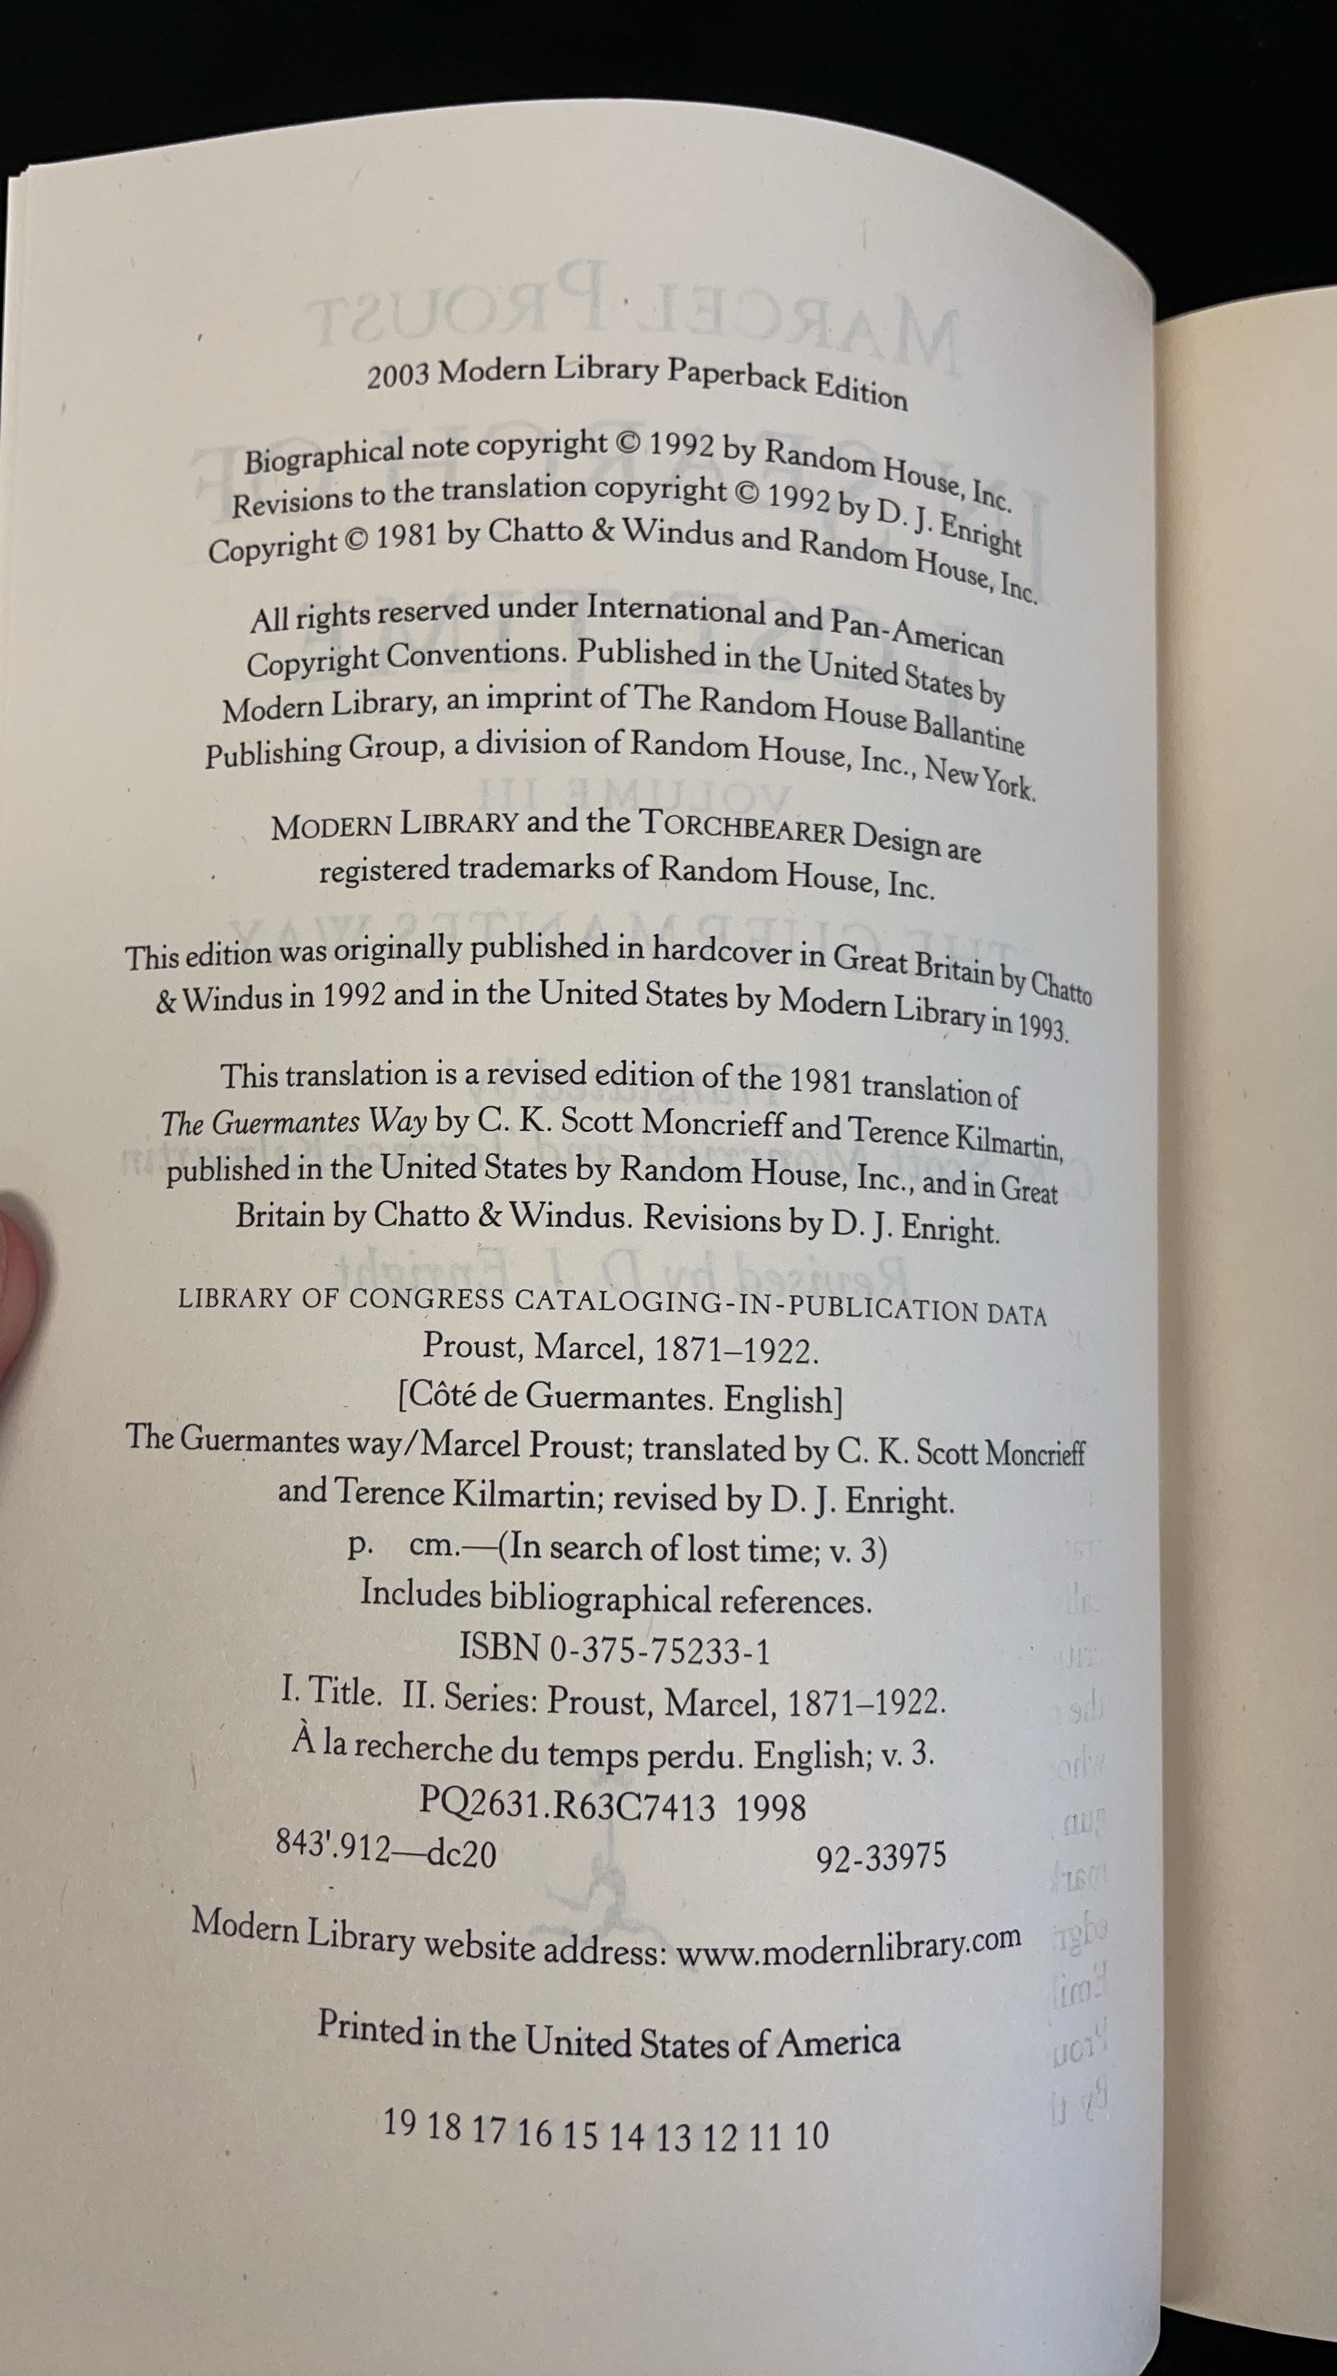 2003 Modern Library Paperback Edition
Biographical note copyright © 1992 by Random House, Inc.
Revisions to the translation copyright © 1992 by D. J. Enright
Copyright © 1981 by Chatto & Windus and Random House, Inc.
All rights reserved under International and Pan-American
Copyright Conventions. Published in the United States by
Modern Library, an imprint of The Random House Ballantine
Publishing Group, a division of Random House, Inc., New York.
MODERN LIBRARY and the TORCHBEARER Design are
registered trademarks of Random House, Inc.
This edition was originally published in hardcover in Great Britain by Chatto
& Windus in 1992 and in the United States by Modern Library in 1993.
This translation is a revised edition of the 1981 translation of
The Guermantes Way by C. K. Scott Moncrieff and Terence Kilmartin,
published in the United States by Random House, Inc., and in Great
Britain by Chatto & Windus. Revisions by D. J. Enright.
LIBRARY OF CONGRESS CATALOGING-IN-PUBLICATION DATA
Proust, Marcel, 1871–1922.
[Côté de Guermantes. English]
The Guermantes way/Marcel Proust; translated by C. K. Scott Moncrieff
and Terence Kilmartin; revised by D. J. Enright.
p. cm.—(In search of lost time; v. 3)
Includes bibliographical references.
ISBN 0-375-75233-1
I. Title. II. Series: Proust, Marcel, 1871–1922.
À la recherche du temps perdu. English; v. 3.
PQ2631.R63C7413 1998
843'.912—dc20 92-33975
Modern Library website address: www.modernlibrary.com
Printed in the United States of America
19 18 17 16 15 14 13 12 11 10